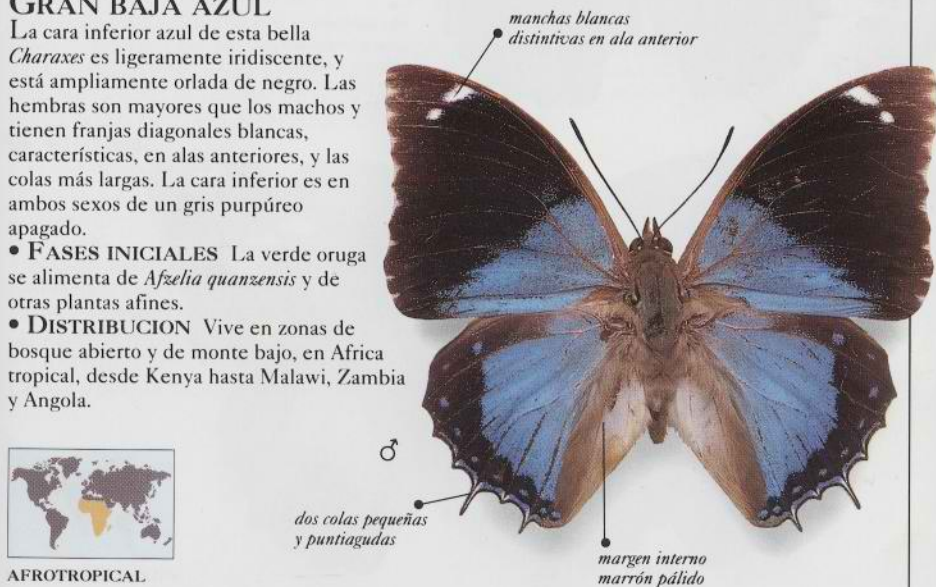 GRAN BAJA AZUL
La cara inferior azul de esta bella
Charaxes es ligeramente iridiscente, y
está ampliamente orlada de negro. Las
hembras son mayores que los machos y
tienen franjas diagonales blancas,
características, en alas anteriores, y las
colas más largas. La cara inferior es en
ambos sexos de un gris purpúreo
apagado.
• FASES INICIALES La verde oruga
se alimenta de Afzelia quanzensis y de
otras plantas afines.
• DISTRIBUCION Vive en zonas de
bosque abierto y de monte bajo, en Africa
tropical, desde Kenya hasta Malawi, Zambia
y Angola.
manchas blancas
distintivas en ala anterior
♂
dos colas pequeñas
y puntiagudas
margen interno
marrón pálido
AFROTROPICAL